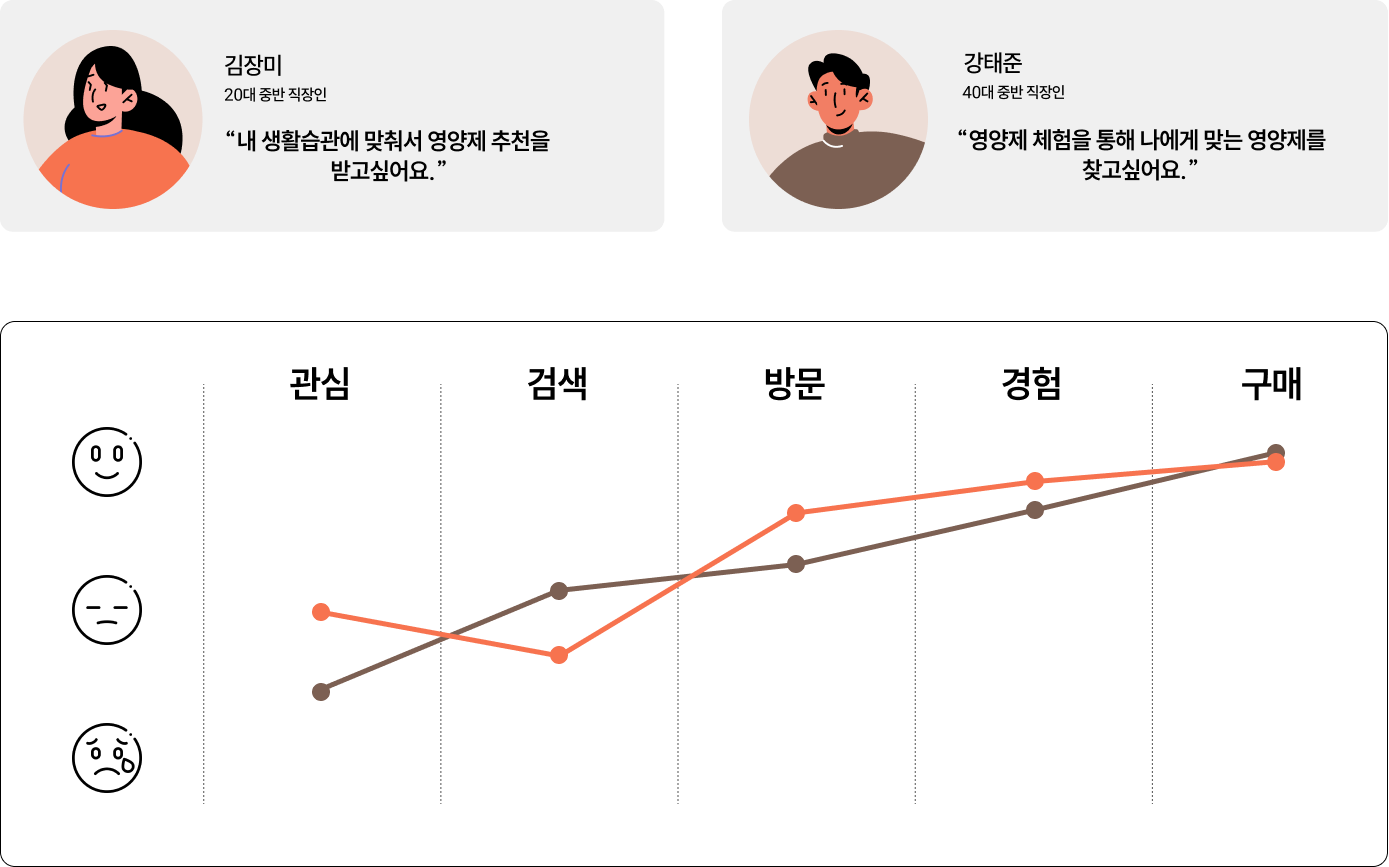 김장미
20대 중반 직장인
“내 생활습관에 맞춰서 영양제 추천을
받고싶어요.”
강태준
40대 중반 직장인
“영양제 체험을 통해 나에게 맞는 영양제를
찾고싶어요.”
관심
검색
방문
경험
구매